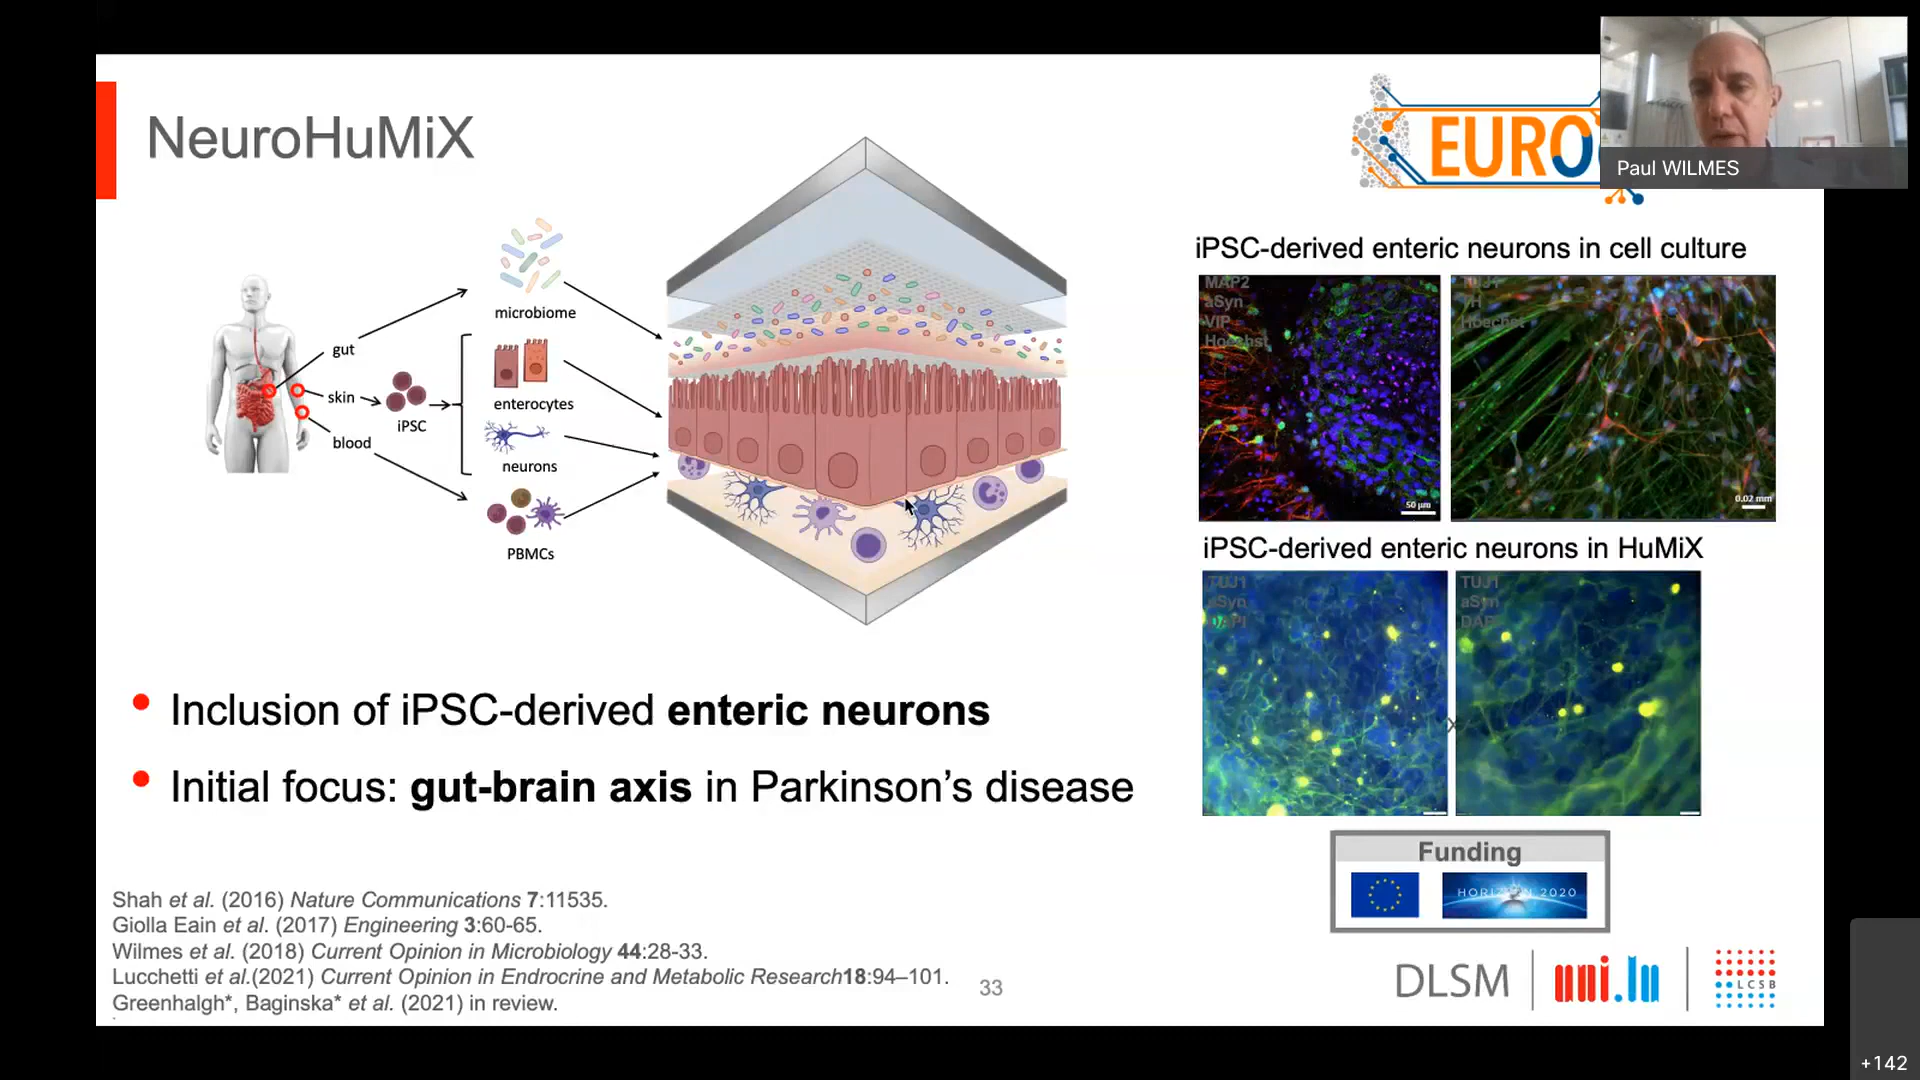 NeuroHuMiX
EURO
Paul WILMES
microbiome
gut
skin
iPSC
blood
enterocytes
neurons
PBMCs
iPSC-derived enteric neurons in cell culture
MAP2
aSyn
VIP
Hoechst
50 µm
TUJ1
TH
Hoechst
0.02 mm
iPSC-derived enteric neurons in HuMiX
TUJ1
aSyn
DAPI
TUJ1
aSyn
DAPI
• Inclusion of iPSC-derived enteric neurons
• Initial focus: gut-brain axis in Parkinson's disease
Funding
HORIZON 2020
Shah et al. (2016) Nature Communications 7:11535.
Giolla Eain et al. (2017) Engineering 3:60-65.
Wilmes et al. (2018) Current Opinion in Microbiology 44:28-33.
Lucchetti et al.(2021) Current Opinion in Endrocrine and Metabolic Research18:94–101.
Greenhalgh*, Baginska* et al. (2021) in review.
33
DLSM
uni.lu
LCSB
+142